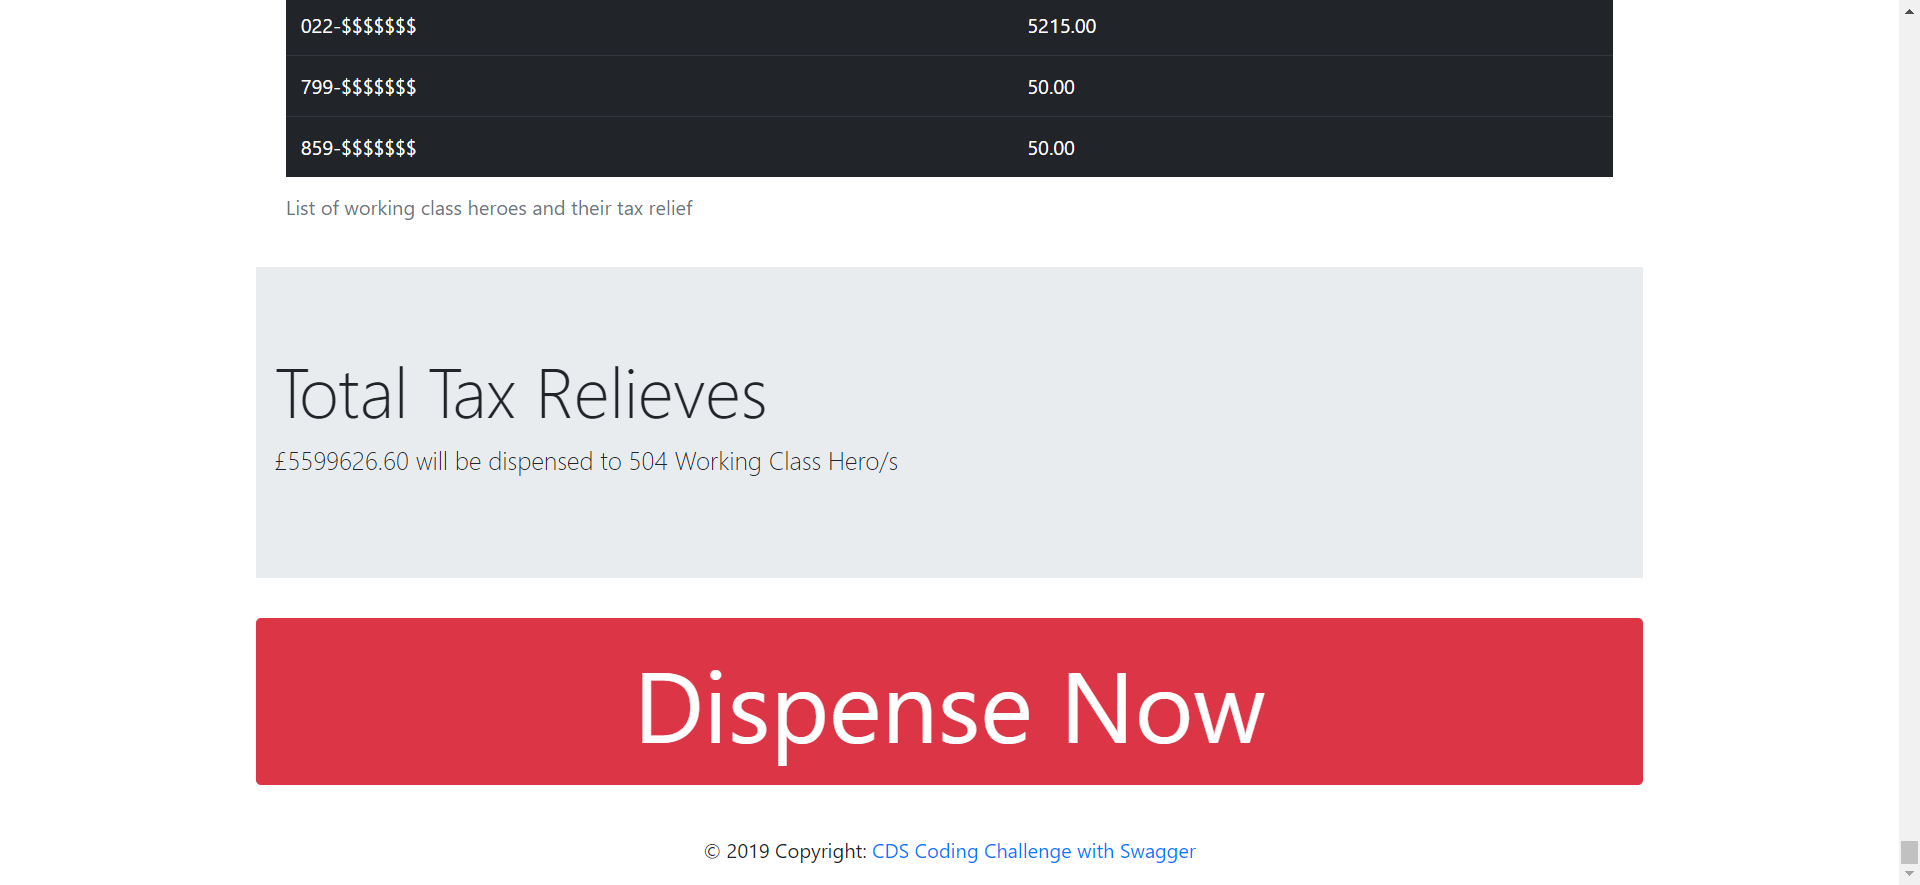 022-$$$$$$$ 5215.00
799-$$$$$$$ 50.00
859-$$$$$$$ 50.00
List of working class heroes and their tax relief
Total Tax Relieves
£5599626.60 will be dispensed to 504 Working Class Hero/s
Dispense Now
© 2019 Copyright: CDS Coding Challenge with Swagger